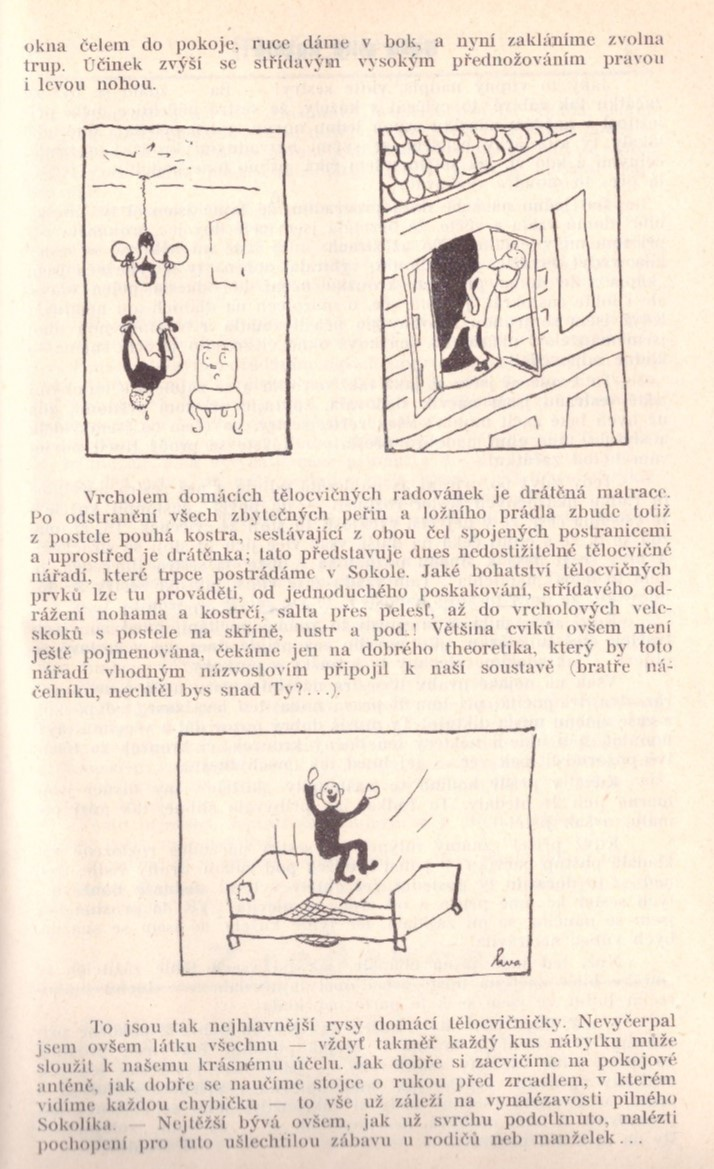 okna čelem do pokoje, ruce dáme v bok, a nyní zakláníme zvolna
trup. Účinek zvýší se střídavým vysokým přednožováním pravou
i levou nohou.
Vrcholem domácích tělocvičných radovánek je drátěná matrace.
Po odstranění všech zbytečných peřin a ložního prádla zbude totiž
z postele pouhá kostra, sestávající z obou čel spojených postranicemi
a uprostřed je drátěnka; tato představuje dnes nedostižitelné tělocvičné
nářadí, které trpce postrádáme v Sokole. Jaké bohatství tělocvičných
prvků lze tu prováděti, od jednoduchého poskakování, střídavého od-
rážení nohama a kostrčí, salta přes pelesť, až do vrcholových vele-
skoků s postele na skříně, lustr a pod.! Většina cviků ovšem není
ještě pojmenována, čekáme jen na dobrého theoretika, který by toto
nářadí vhodným názvoslovím připojil k naší soustavě (bratře ná-
čelníku, nechtěl bys snad Ty?...).
To jsou tak nejhlavnější rysy domácí tělocvičničky. Nevyčerpal
jsem ovšem látku všechnu — vždyť takměř každý kus nábytku může
sloužit k našemu krásnému účelu. Jak dobře si zacvičíme na pokojové
anténě, jak dobře se naučíme stojce o rukou před zrcadlem, v kterém
vidíme každou chybičku — to vše už záleží na vynalézavosti pilného
Sokolíka. — Nejtěžší bývá ovšem, jak už svrchu podotknuto, nalézti
pochopení pro tuto ušlechtilou zábavu u rodičů neb manželek...